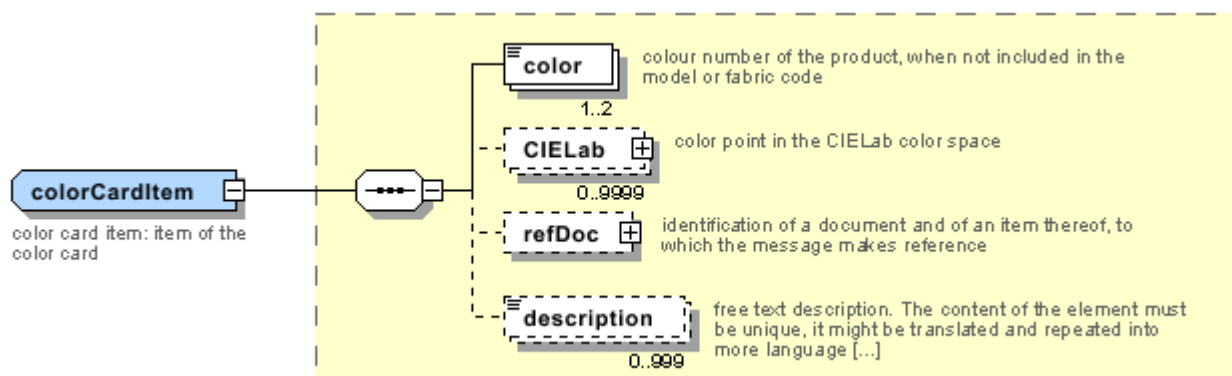 color
colour number of the product, when not included in the
model or fabric code
1..2
CIELab
color point in the CIELab color space
0..9999
colorCardItem
color card item: item of the
color card
refDoc
identification of a document and of an item thereof, to
which the message makes reference
description
free text description. The content of the element must
be unique, it might be translated and repeated into
more language [...]
0..999